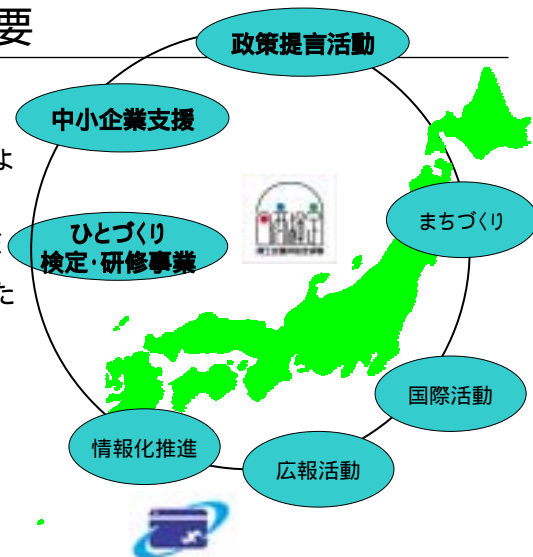 要
政策提言活動
中小企業支援
よ
まちづくり
ひとづくり
検定・研修事業
た
国際活動
情報化推進
広報活動